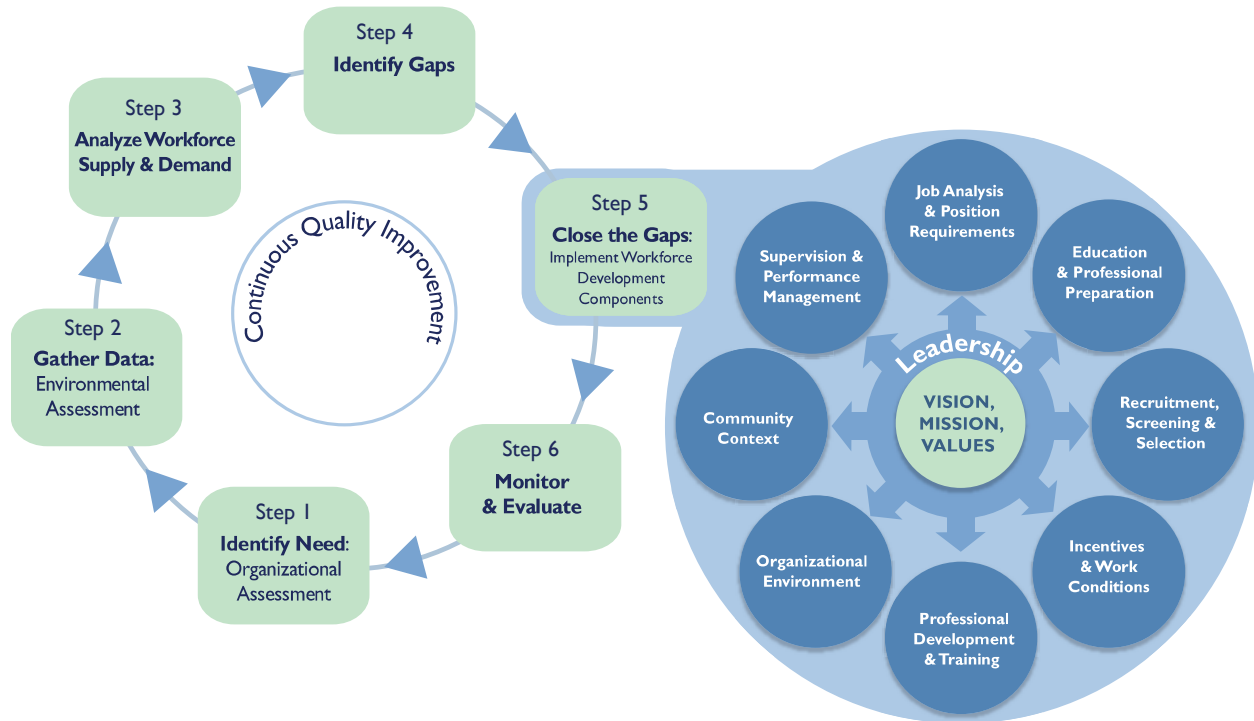 Step 4
Identify Gaps
Step 3
Analyze Workforce
Supply & Demand
Step 5
Close the Gaps:
Implement Workforce
Development
Components
Continuous Quality Improvement
Step 2
Gather Data:
Environmental
Assessment
Step 6
Monitor
& Evaluate
Step 1
Identify Need:
Organizational
Assessment
Job Analysis
& Position
Requirements
Education
& Professional
Preparation
Recruitment,
Screening &
Selection
Incentives
& Work
Conditions
Professional
Development
& Training
Organizational
Environment
Community
Context
Supervision &
Performance
Management
Leadership
VISION,
MISSION,
VALUES